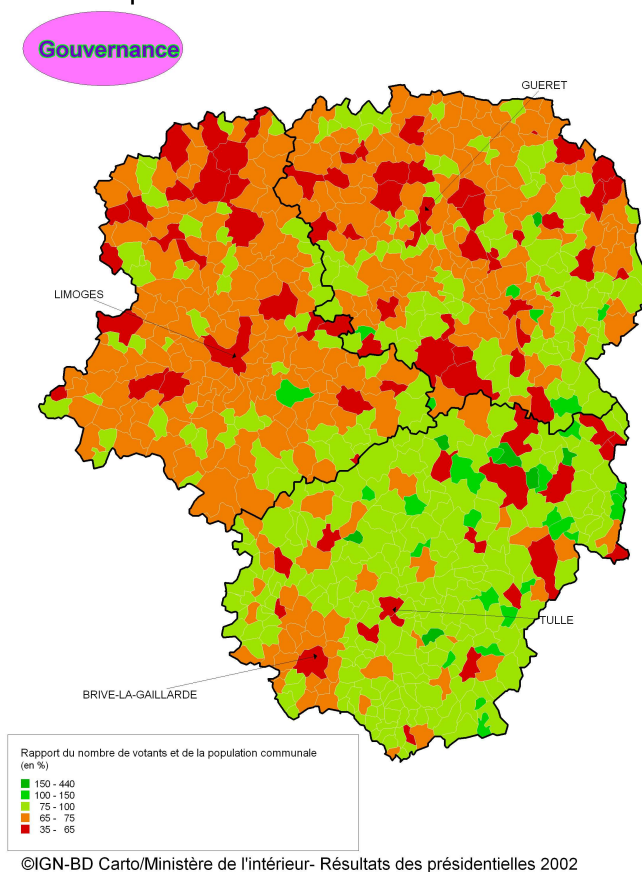 Gouvernance
GUERET
LIMOGES
TULLE
BRIVE-LA-GAILLARDE
Rapport du nombre de votants et de la population communale
(en %)
150 - 440
100 - 150
75 - 100
65 - 75
35 - 65
©IGN-BD Carto/Ministère de l'intérieur- Résultats des présidentielles 2002